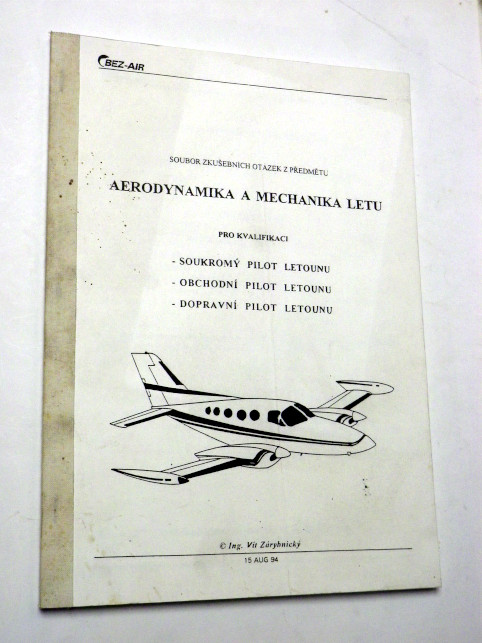 BEZ-AIR
SOUBOR ZKUŠEBNÍCH OTÁZEK Z PŘEDMĚTU
AERODYNAMIKA A MECHANIKA LETU
PRO KVALIFIKACI
- SOUKROMÝ PILOT LETOUNU
- OBCHODNÍ PILOT LETOUNU
- DOPRAVNÍ PILOT LETOUNU
© Ing. Vít Zárybnický
15 AUG 94